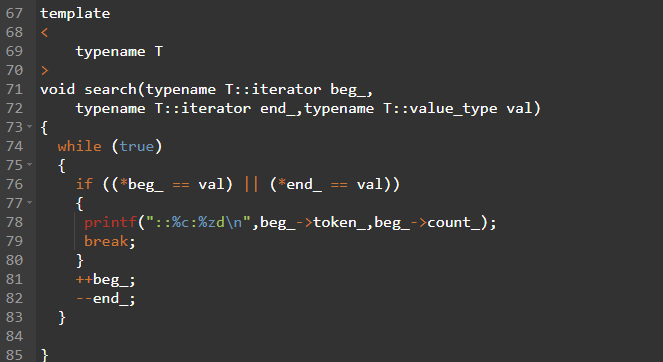 67 template
68 <
69     typename T
70 >
71 void search(typename T::iterator beg_,
72     typename T::iterator end_,typename T::value_type val)
73 {
74   while (true)
75   {
76     if ((*beg_ == val) || (*end_ == val))
77     {
78      printf("::%c:%zd\n",beg_->token_,beg_->count_);
79      break;
80     }
81     ++beg_;
82     --end_;
83   }
84
85 }